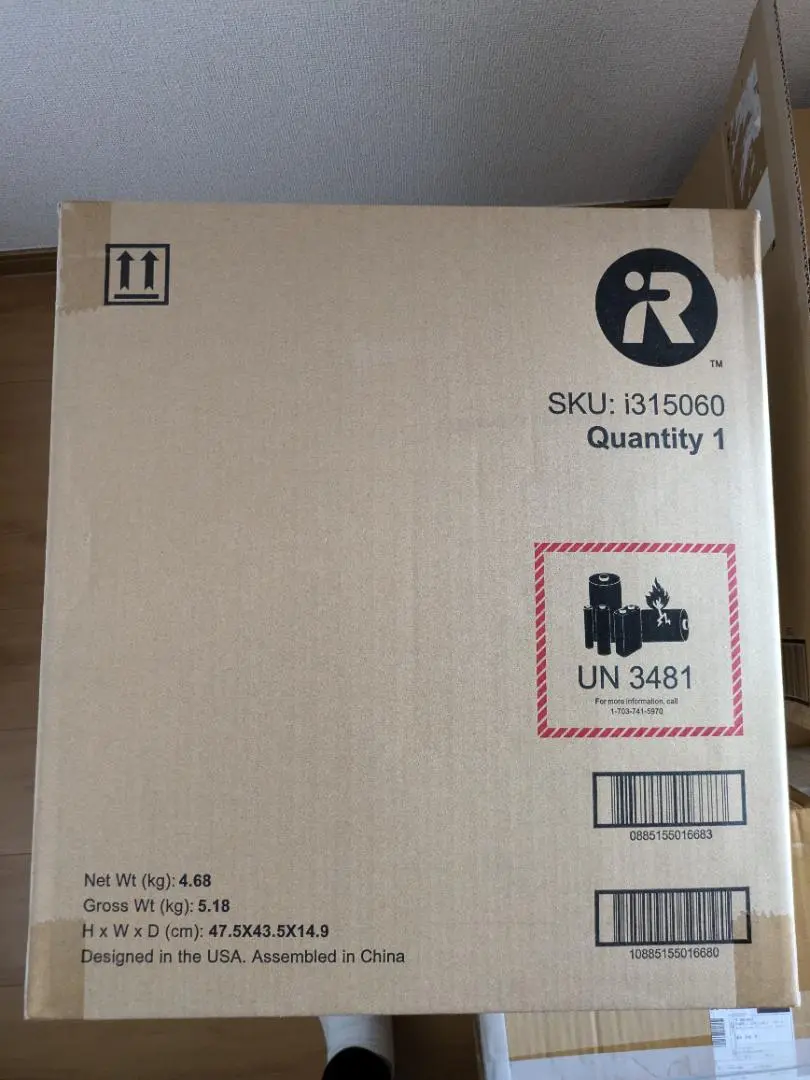 R
TM
SKU: i315060
Quantity 1
UN 3481
For more information, call
1-703-741-5970
0885155016683
10885155016680
Net Wt (kg): 4.68
Gross Wt (kg): 5.18
H x W x D (cm): 47.5X43.5X14.9
Designed in the USA. Assembled in China